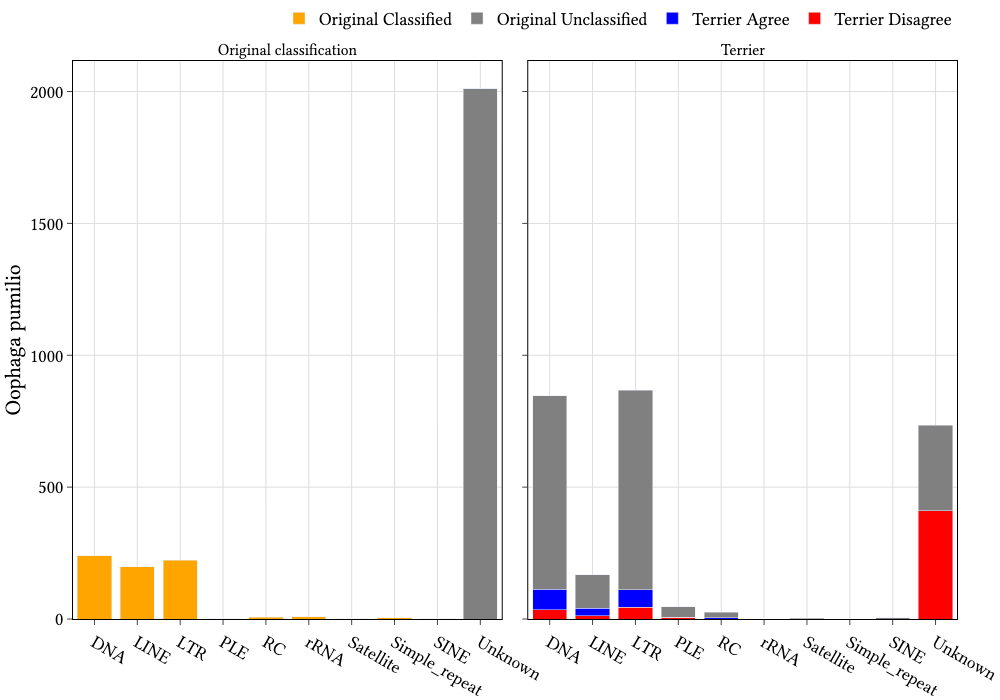 Original Classified Original Unclassified Terrier Agree Terrier Disagree
Original classification Terrier
Oophaga pumilio
2000
1500
1000
500
0
DNA LINE LTR PLE RC rRNA Satellite Simple_repeat SINE Unknown
DNA LINE LTR PLE RC rRNA Satellite Simple_repeat SINE Unknown